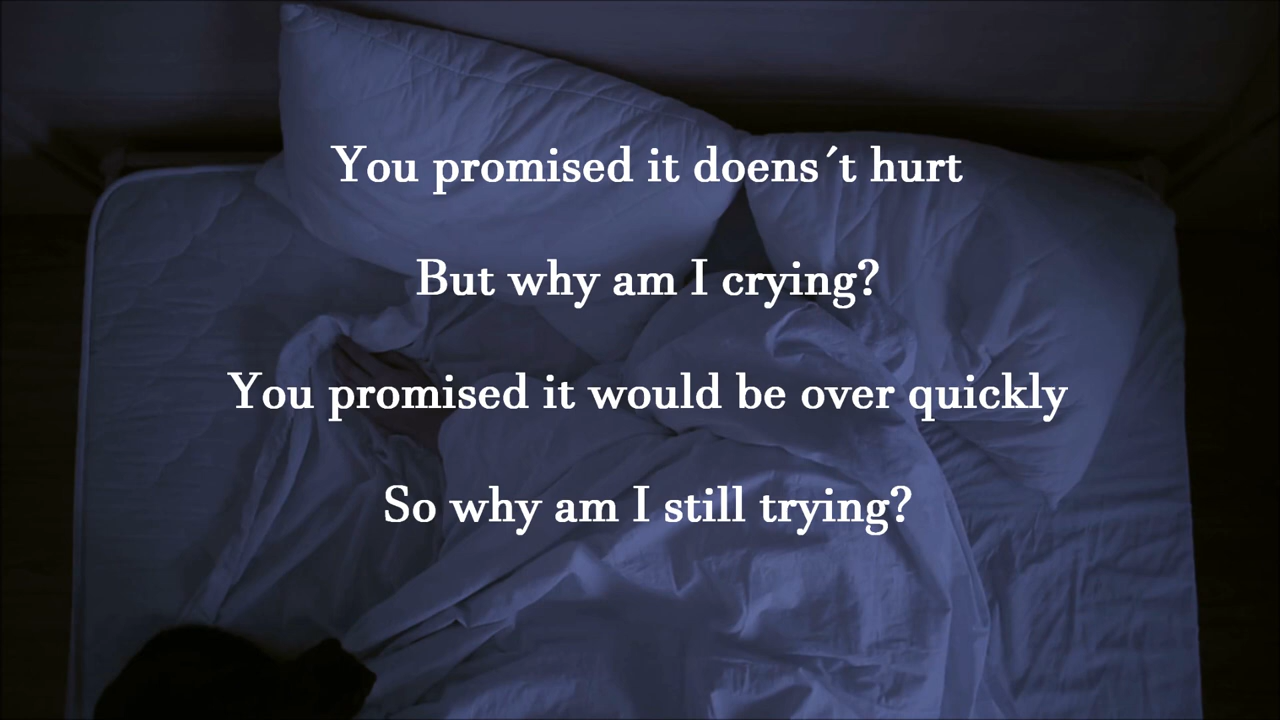 You promised it doens´t hurt
But why am I crying?
You promised it would be over quickly
So why am I still trying?